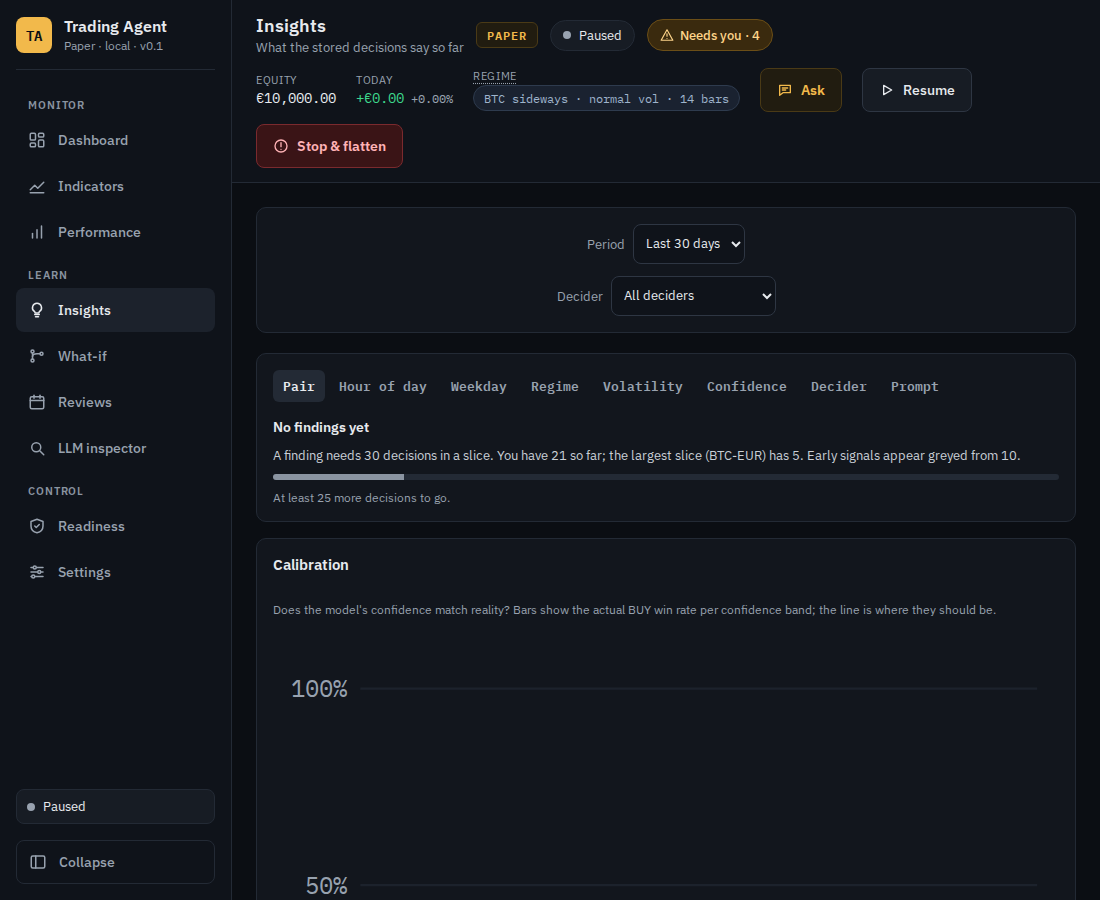 TA
Trading Agent
Paper · local · v0.1
MONITOR
Dashboard
Indicators
Performance
LEARN
Insights
What-if
Reviews
LLM inspector
CONTROL
Readiness
Settings
Paused
Collapse
Insights
What the stored decisions say so far
PAPER
Paused
Needs you · 4
EQUITY
€10,000.00
TODAY
+€0.00 +0.00%
REGIME
BTC sideways · normal vol · 14 bars
Ask
Resume
Stop & flatten
Period Last 30 days
Decider All deciders
Pair Hour of day Weekday Regime Volatility Confidence Decider Prompt
No findings yet
A finding needs 30 decisions in a slice. You have 21 so far; the largest slice (BTC-EUR) has 5. Early signals appear greyed from 10.
At least 25 more decisions to go.
Calibration
Does the model's confidence match reality? Bars show the actual BUY win rate per confidence band; the line is where they should be.
100%
50%